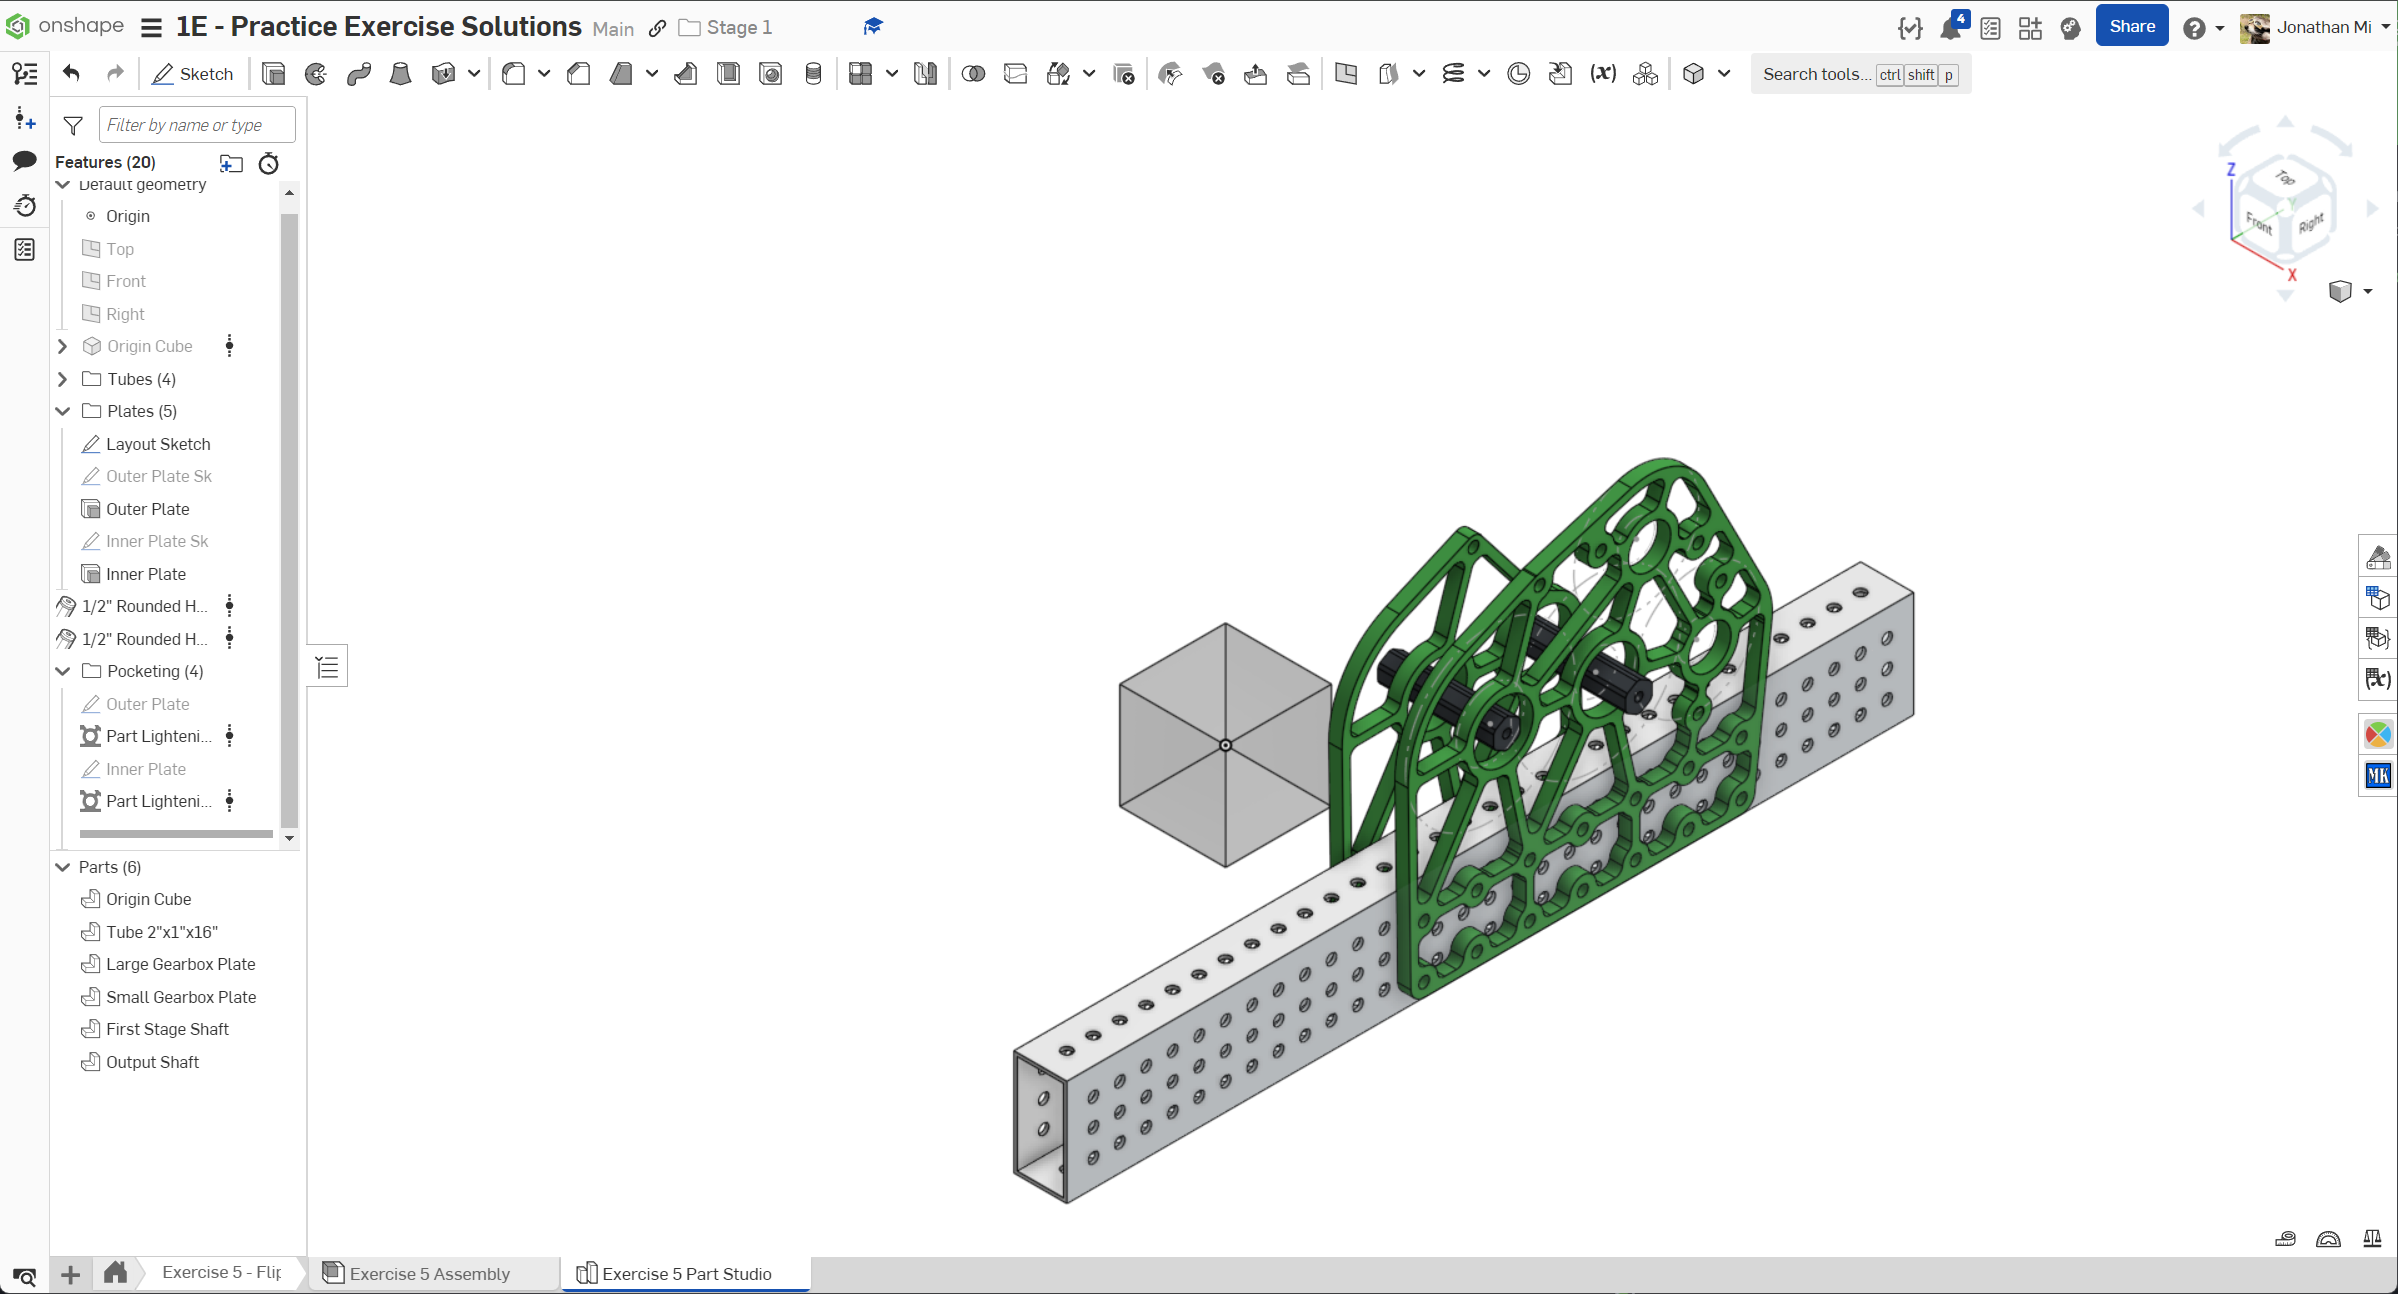 onshape 1E - Practice Exercise Solutions Main Stage 1 4 Share Jonathan Mi
Sketch (x) Search tools... ctrl shift p
Filter by name or type
Features (20)
Default geometry
Origin
Top
Front
Right
Origin Cube
Tubes (4)
Plates (5)
Layout Sketch
Outer Plate Sk
Outer Plate
Inner Plate Sk
Inner Plate
1/2" Rounded H...
1/2" Rounded H...
Pocketing (4)
Outer Plate
Part Lighteni...
Inner Plate
Part Lighteni...
Parts (6)
Origin Cube
Tube 2"x1"x16"
Large Gearbox Plate
Small Gearbox Plate
First Stage Shaft
Output Shaft
Z
Top
Y
Front
Right
X
(x)
MK
Exercise 5 - Flip
Exercise 5 Assembly
Exercise 5 Part Studio